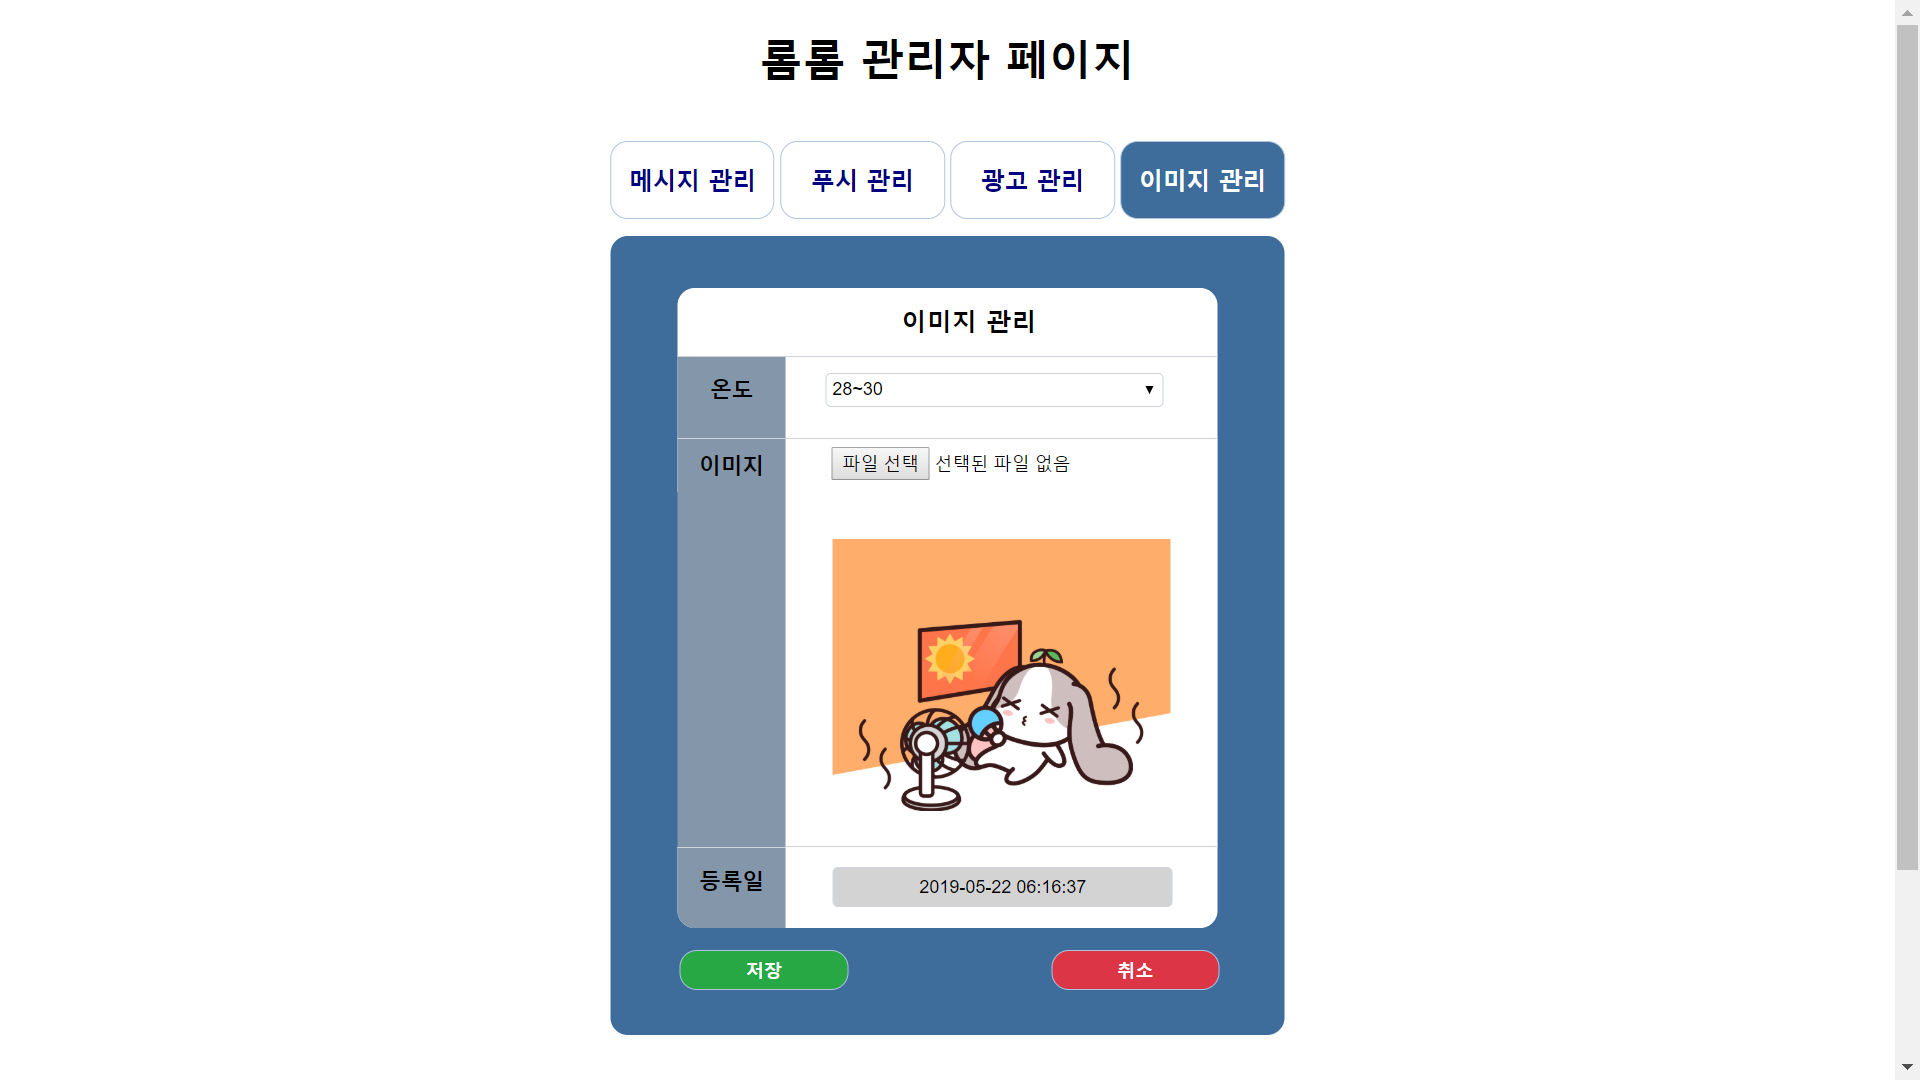 롬롬 관리자 페이지
메시지 관리 푸시 관리 광고 관리 이미지 관리
이미지 관리
온도 28~30
이미지 파일 선택 선택된 파일 없음
등록일 2019-05-22 06:16:37
저장 취소